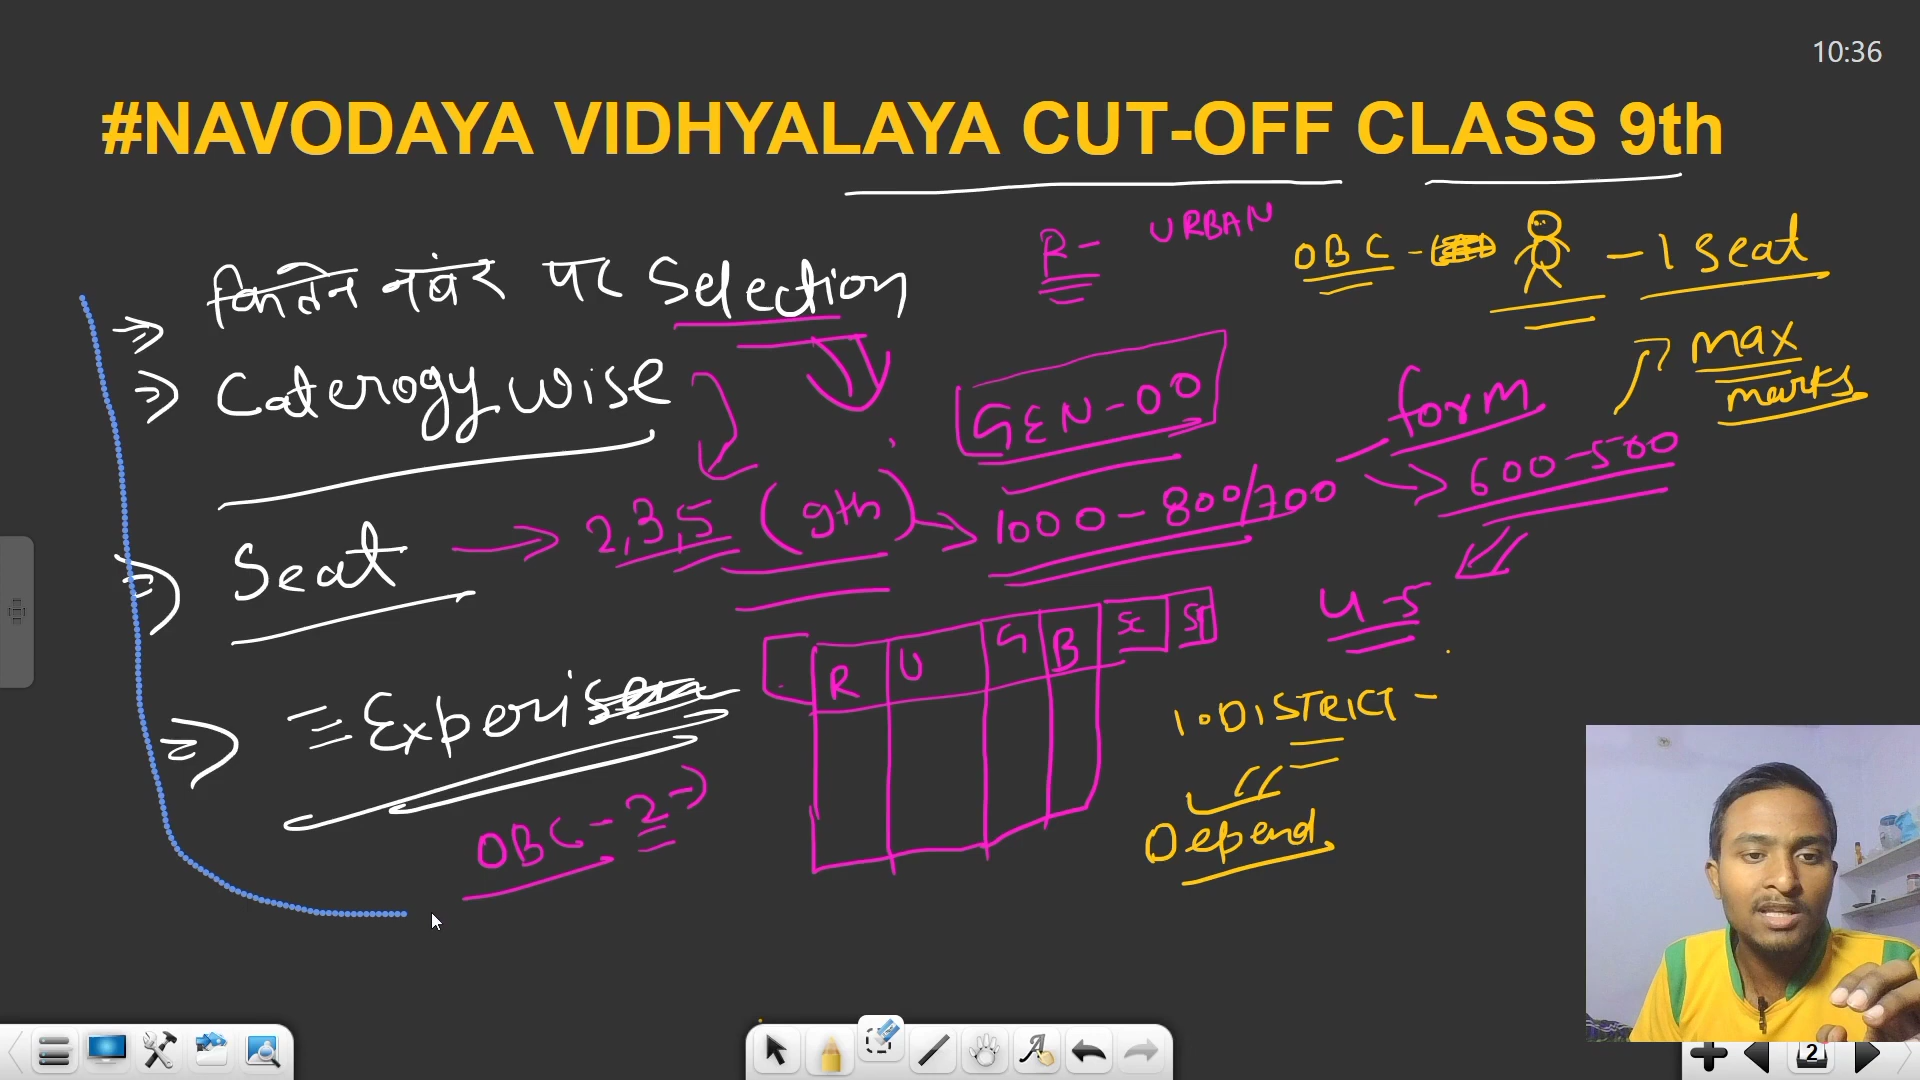 10:36
#NAVODAYA VIDHYALAYA CUT-OFF CLASS 9th
R- URBAN
OBC - - 1 Seat
⇒ कितने नंबर पर Selection
max
marks
⇒ Caterogy wise
GEN-00
form
⇒ Seat → 2,3,5 (9th) → 1000 - 800/700 → 600-500
4-5
R U G B SC ST
⇒ Experi
1. DISTRICT -
OBC - 2 →
Depend
2